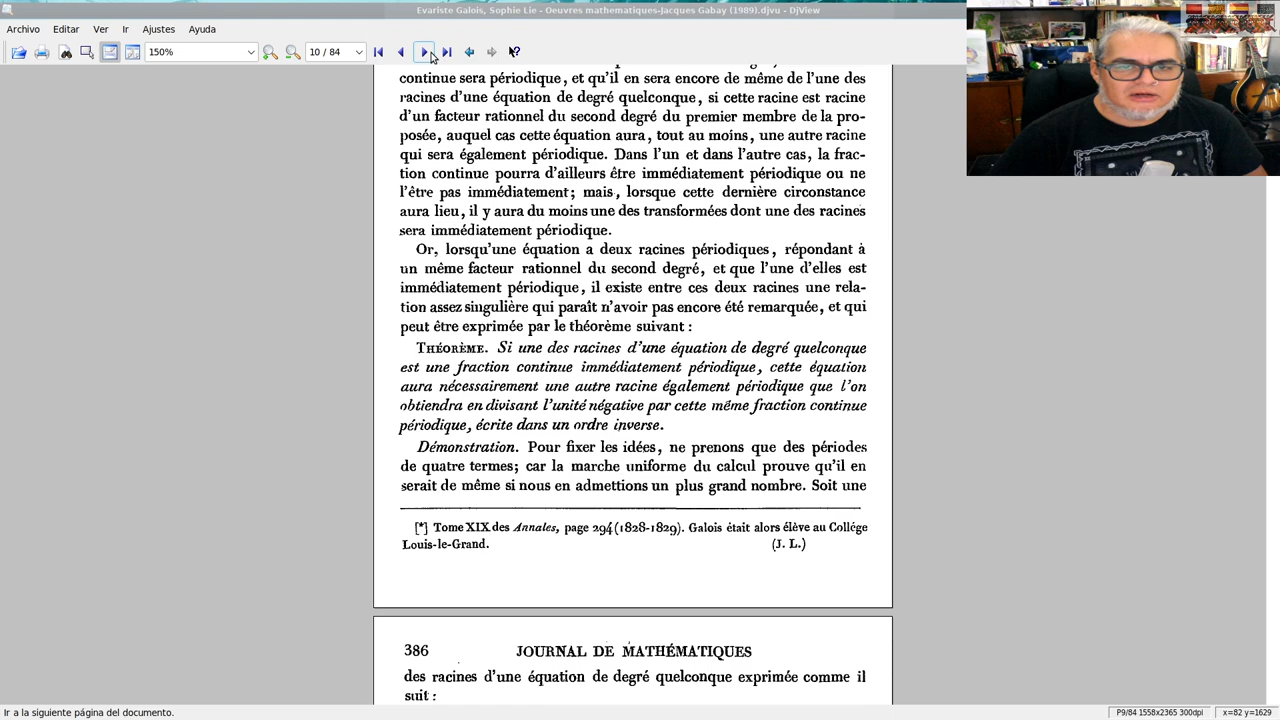 Evariste Galois, Sophie Lie - Oeuvres mathematiques-Jacques Gabay (1989).djvu - DjView
Archivo Editar Ver Ir Ajustes Ayuda
150% 10 / 84
continue sera périodique, et qu'il en sera encore de même de l'une des
racines d'une équation de degré quelconque, si cette racine est racine
d'un facteur rationnel du second degré du premier membre de la pro-
posée, auquel cas cette équation aura, tout au moins, une autre racine
qui sera également périodique. Dans l'un et dans l'autre cas, la frac-
tion continue pourra d'ailleurs être immédiatement périodique ou ne
l'être pas immédiatement; mais, lorsque cette dernière circonstance
aura lieu, il y aura du moins une des transformées dont une des racines
sera immédiatement périodique.
Or, lorsqu'une équation a deux racines périodiques, répondant à
un même facteur rationnel du second degré, et que l'une d'elles est
immédiatement périodique, il existe entre ces deux racines une rela-
tion assez singulière qui paraît n'avoir pas encore été remarquée, et qui
peut être exprimée par le théorème suivant :
THÉORÈME. Si une des racines d'une équation de degré quelconque
est une fraction continue immédiatement périodique, cette équation
aura nécessairement une autre racine également périodique que l'on
obtiendra en divisant l'unité négative par cette même fraction continue
périodique, écrite dans un ordre inverse.
Démonstration. Pour fixer les idées, ne prenons que des périodes
de quatre termes; car la marche uniforme du calcul prouve qu'il en
serait de même si nous en admettions un plus grand nombre. Soit une
[*] Tome XIX des Annales, page 294 (1828-1829). Galois était alors élève au Collége
Louis-le-Grand. (J. L.)
386 JOURNAL DE MATHÉMATIQUES
des racines d'une équation de degré quelconque exprimée comme il
suit :
Ir a la siguiente página del documento. P9/84 1558x2365 300dpi x=82 y=1629